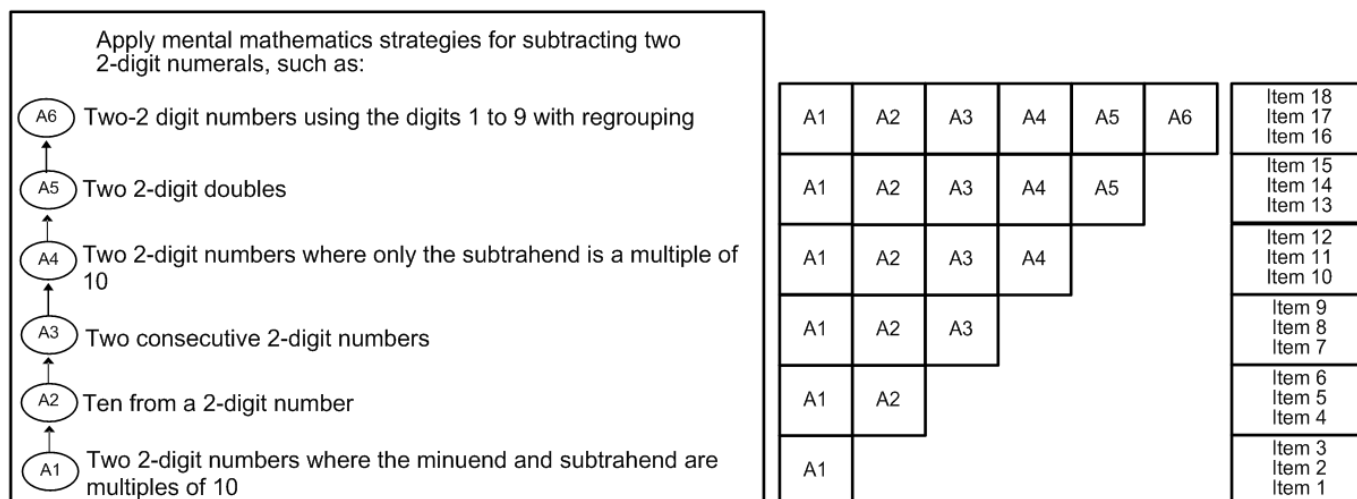 Apply mental mathematics strategies for subtracting two
2-digit numerals, such as:
A6 Two-2 digit numbers using the digits 1 to 9 with regrouping
A5 Two 2-digit doubles
A4 Two 2-digit numbers where only the subtrahend is a multiple of
10
A3 Two consecutive 2-digit numbers
A2 Ten from a 2-digit number
A1 Two 2-digit numbers where the minuend and subtrahend are
multiples of 10
A1 A2 A3 A4 A5 A6
A1 A2 A3 A4 A5
A1 A2 A3 A4
A1 A2 A3
A1 A2
A1
Item 18
Item 17
Item 16
Item 15
Item 14
Item 13
Item 12
Item 11
Item 10
Item 9
Item 8
Item 7
Item 6
Item 5
Item 4
Item 3
Item 2
Item 1